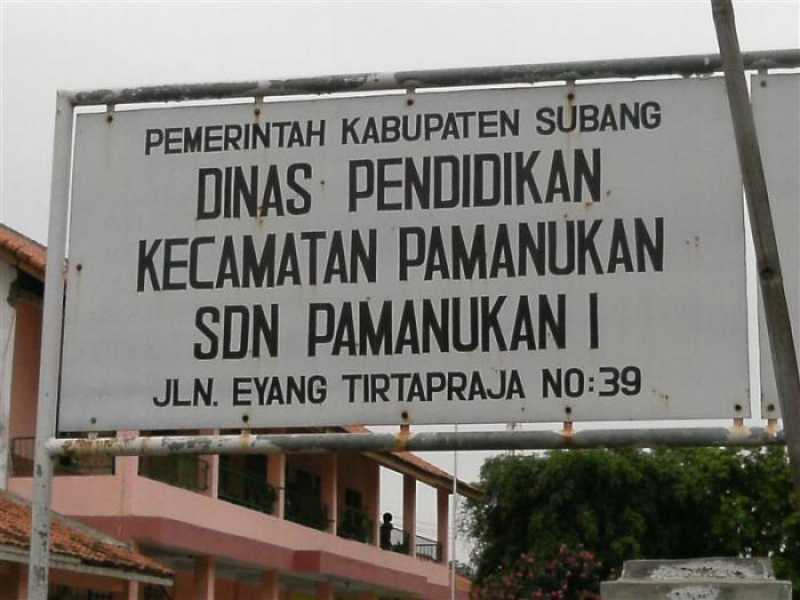 PEMERINTAH KABUPATEN SUBANG
DINAS PENDIDIKAN
KECAMATAN PAMANUKAN
SDN PAMANUKAN I
JLN. EYANG TIRTAPRAJA NO:39